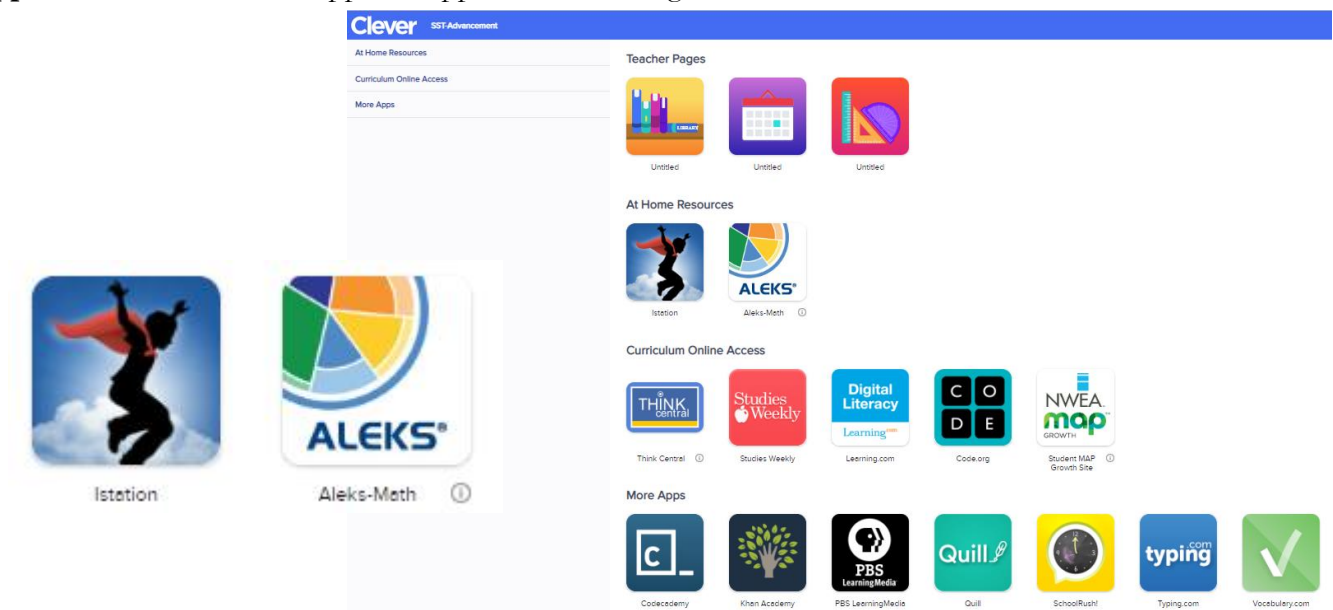 Clever SST-Advancement
At Home Resources
Curriculum Online Access
More Apps
Teacher Pages
LIBRARY
Untitled Untitled Untitled
At Home Resources
ALEKS®
Istation Aleks-Math
ALEKS®
Istation Aleks-Math
Curriculum Online Access
THiNK central
Studies Weekly
Digital Literacy
Learning.com
C O D E
NWEA
map
GROWTH
Think Central Studies Weekly Learning.com Code.org Student MAP
Growth Site
More Apps
C_
PBS
LearningMedia
Quill
typing.com
Codecademy Khan Academy PBS LearningMedia Quill SchoolRush! Typing.com Vocabulary.com